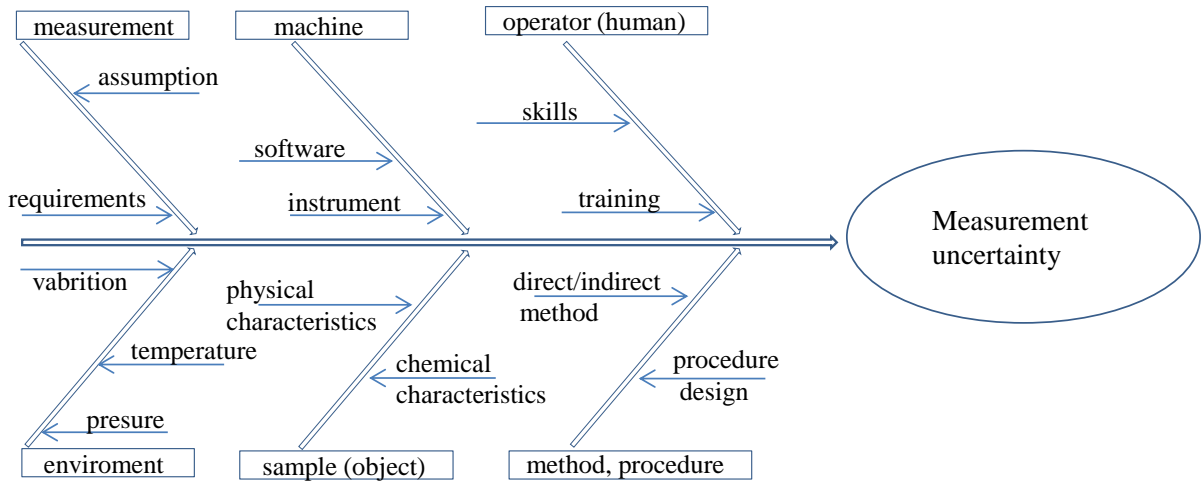 measurement
machine
operator (human)
assumption
skills
software
requirements
instrument
training
Measurement
uncertainty
vabrition
physical
characteristics
direct/indirect
method
temperature
chemical
characteristics
procedure
design
presure
enviroment
sample (object)
method, procedure